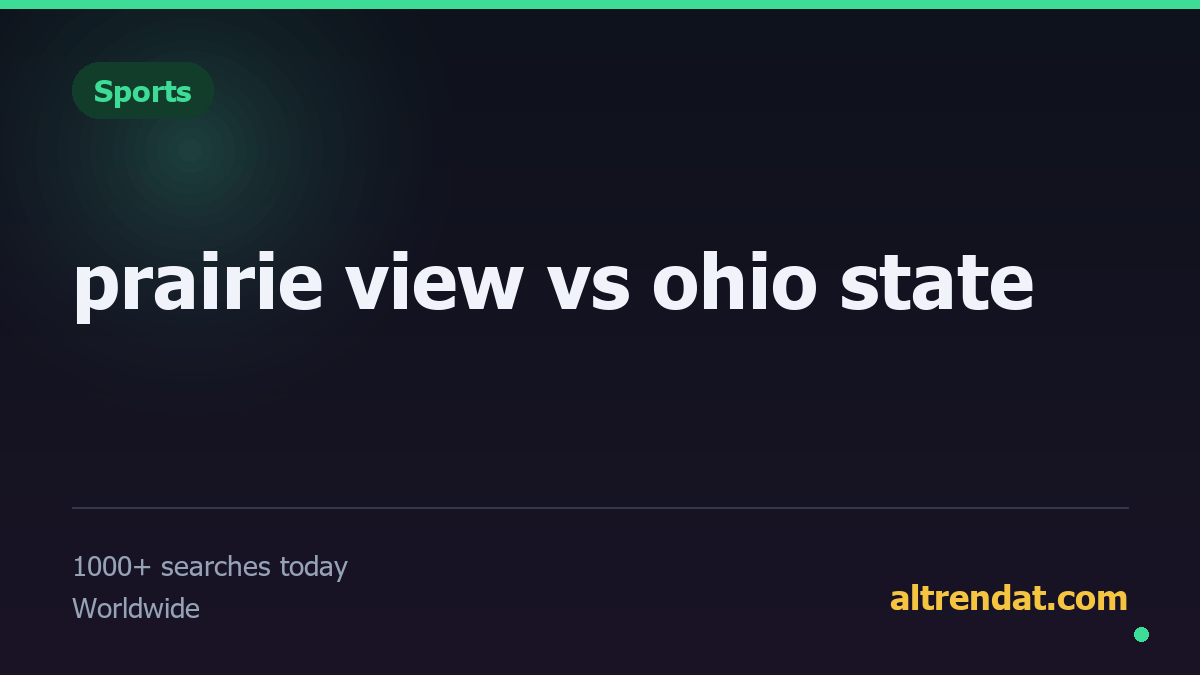 Sports
prairie view vs ohio state
1000+ searches today
Worldwide
altrendat.com